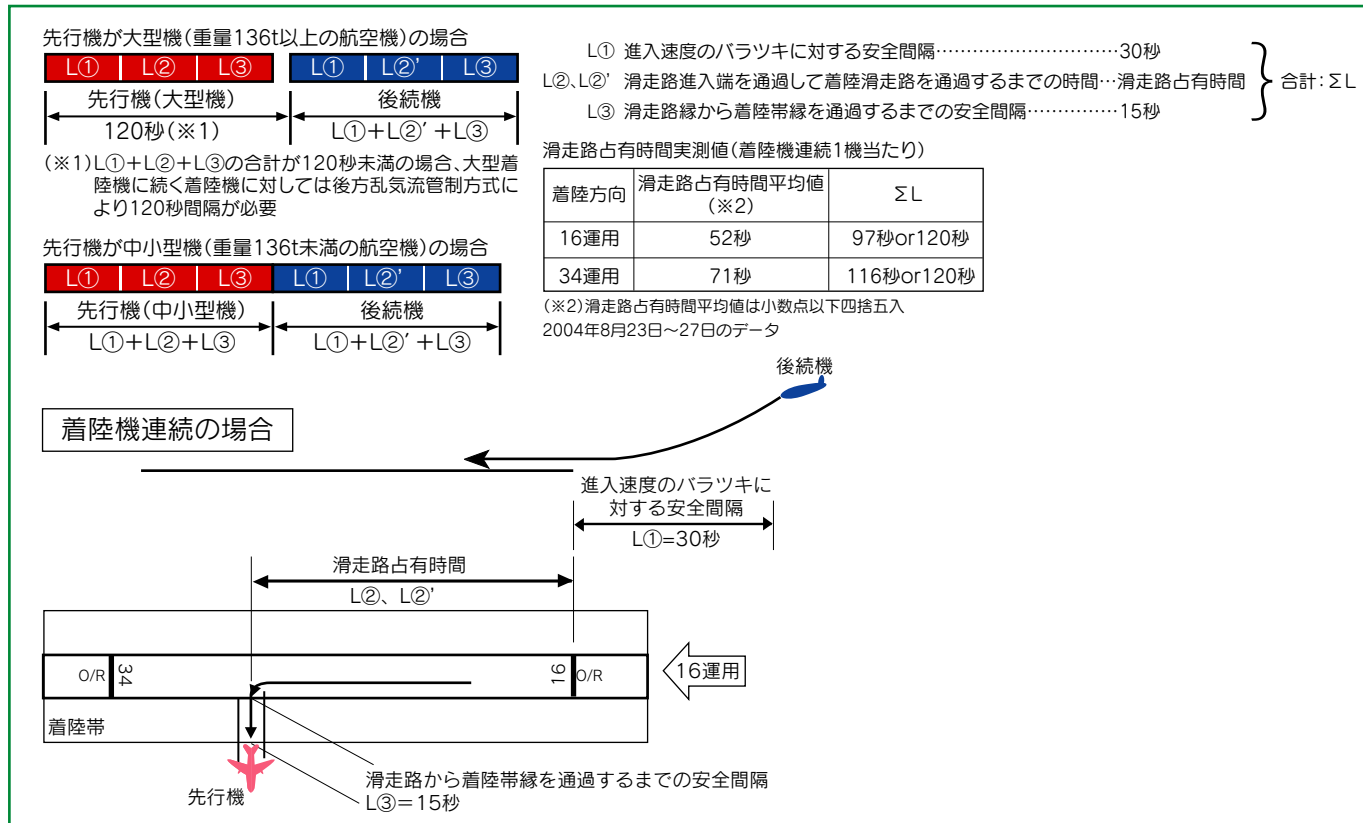 先行機が大型機(重量136t以上の航空機)の場合
L① L② L③ L① L②' L③
先行機(大型機) 後続機
120秒(※1) L①+L②'+L③
(※1)L①+L②+L③の合計が120秒未満の場合、大型着
陸機に続く着陸機に対しては後方乱気流管制方式に
より120秒間隔が必要
先行機が中小型機(重量136t未満の航空機)の場合
L① L② L③ L① L②' L③
先行機(中小型機) 後続機
L①+L②+L③ L①+L②'+L③
L① 進入速度のバラツキに対する安全間隔…………………………30秒
L②、L②' 滑走路進入端を通過して着陸滑走路を通過するまでの時間…滑走路占有時間
L③ 滑走路縁から着陸帯縁を通過するまでの安全間隔……………15秒
合計:ΣL
滑走路占有時間実測値(着陸機連続1機当たり)
着陸方向 滑走路占有時間平均値 ΣL
(※2)
16運用 52秒 97秒or120秒
34運用 71秒 116秒or120秒
(※2)滑走路占有時間平均値は小数点以下四捨五入
2004年8月23日～27日のデータ
後続機
着陸機連続の場合
進入速度のバラツキに
対する安全間隔
L①=30秒
滑走路占有時間
L②、L②'
O/R 34 16 O/R 16運用
着陸帯
滑走路から着陸帯縁を通過するまでの安全間隔
L③=15秒
先行機